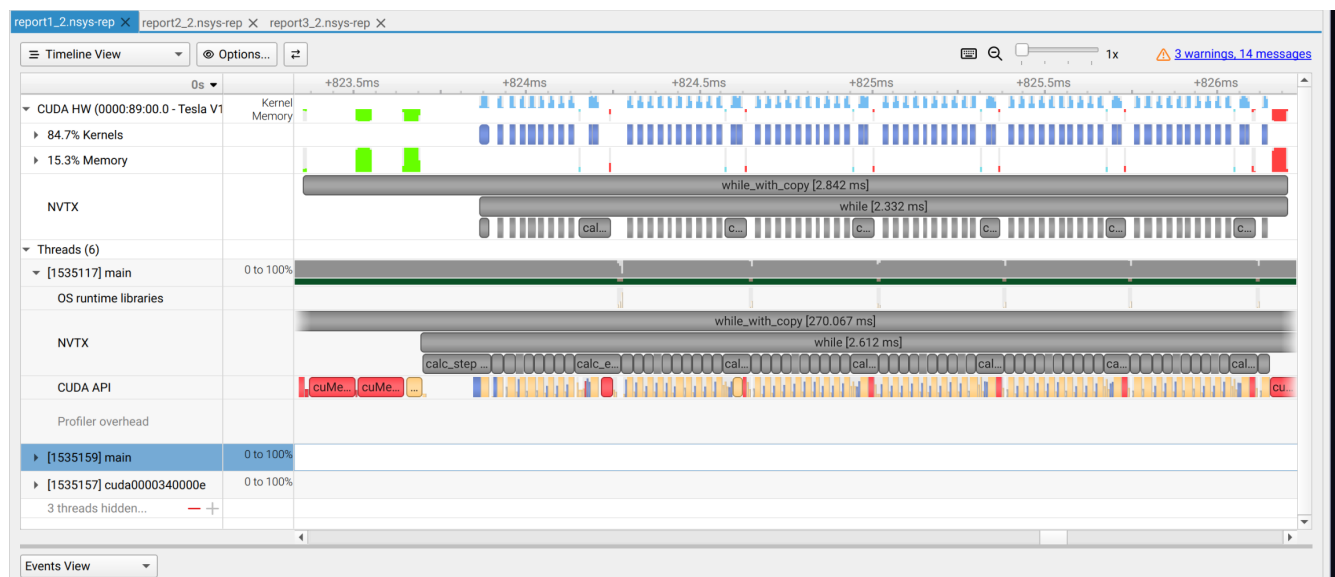 report1_2.nsys-rep × report2_2.nsys-rep × report3_2.nsys-rep ×
Timeline View Options... 1x 3 warnings, 14 messages
0s +823.5ms +824ms +824.5ms +825ms +825.5ms +826ms
CUDA HW (0000:89:00.0 - Tesla V1 Kernel
Memory
84.7% Kernels
15.3% Memory
while_with_copy [2.842 ms]
NVTX while [2.332 ms]
cal... c... c... c... c... c...
Threads (6)
[1535117] main 0 to 100%
OS runtime libraries
while_with_copy [270.067 ms]
NVTX while [2.612 ms]
calc_step ... calc_e... cal... cal... cal... ca... cal...
CUDA API cuMe... cuMe... ... cu...
Profiler overhead
[1535159] main 0 to 100%
[1535157] cuda0000340000e 0 to 100%
3 threads hidden... − +
Events View